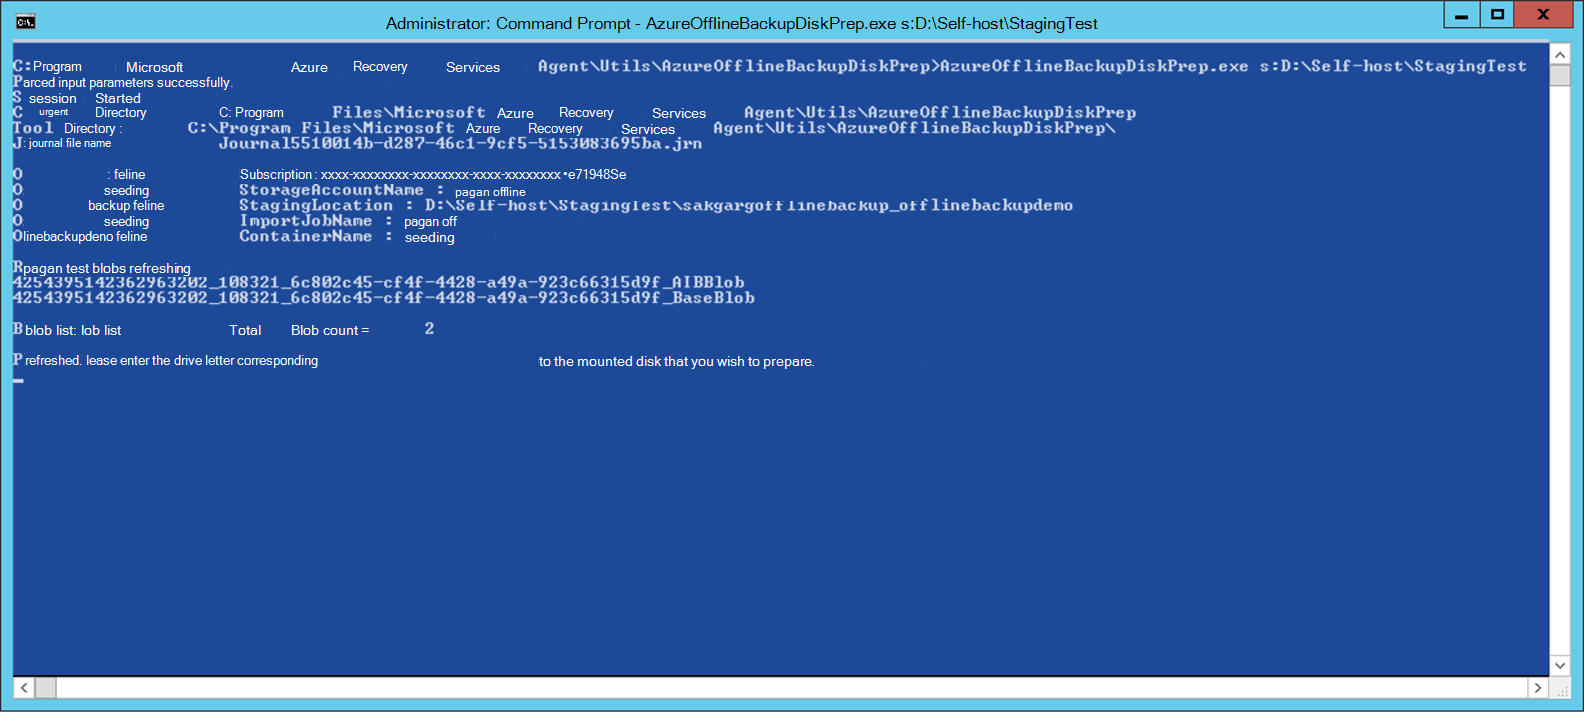 Administrator: Command Prompt - AzureOfflineBackupDiskPrep.exe s:D:\Self-host\StagingTest
C:Program Microsoft Azure Recovery Services Agent\Utils\AzureOfflineBackupDiskPrep>AzureOfflineBackupDiskPrep.exe s:D:\Self-host\StagingTest
Parced input parameters successfully.
S session Started
C urgent Directory C: Program Files\Microsoft Azure Recovery Services Agent\Utils\AzureOfflineBackupDiskPrep
Tool Directory : C:\Program Files\Microsoft Azure Recovery Services Agent\Utils\AzureOfflineBackupDiskPrep\
J: journal file name Journal5510014b-d287-46c1-9cf5-5153083695ba.jrn
O : feline Subscription : xxxx-xxxxxxxx-xxxxxxxx-xxxx-xxxxxxxx•e71948Se
O seeding StorageAccountName : pagan offline
O backup feline StagingLocation : D:\Self-host\StagingTest\sakgargofflinebackup_offlinebackupdemo
O seeding ImportJobName : pagan off
Olinebackupdeno feline ContainerName : seeding
Rpagan test blobs refreshing
4254395142362963202_108321_6c802c45-cf4f-4428-a49a-923c66315d9f_AIBBlob
4254395142362963202_108321_6c802c45-cf4f-4428-a49a-923c66315d9f_BaseBlob
B blob list: lob list Total Blob count = 2
P refreshed. lease enter the drive letter corresponding to the mounted disk that you wish to prepare.